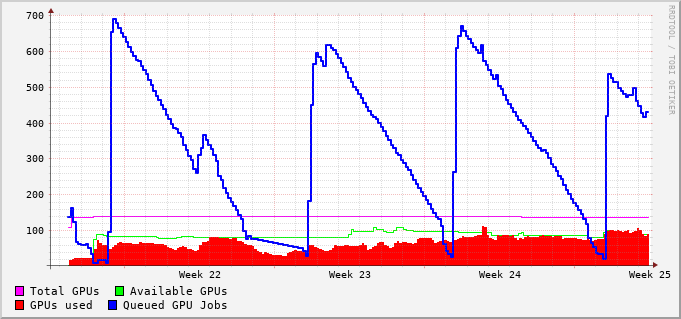 700
600
500
400
300
200
100
Week 22 Week 23 Week 24 Week 25
Total GPUs Available GPUs
GPUs used Queued GPU Jobs
RRDTOOL / TOBI OETIKER